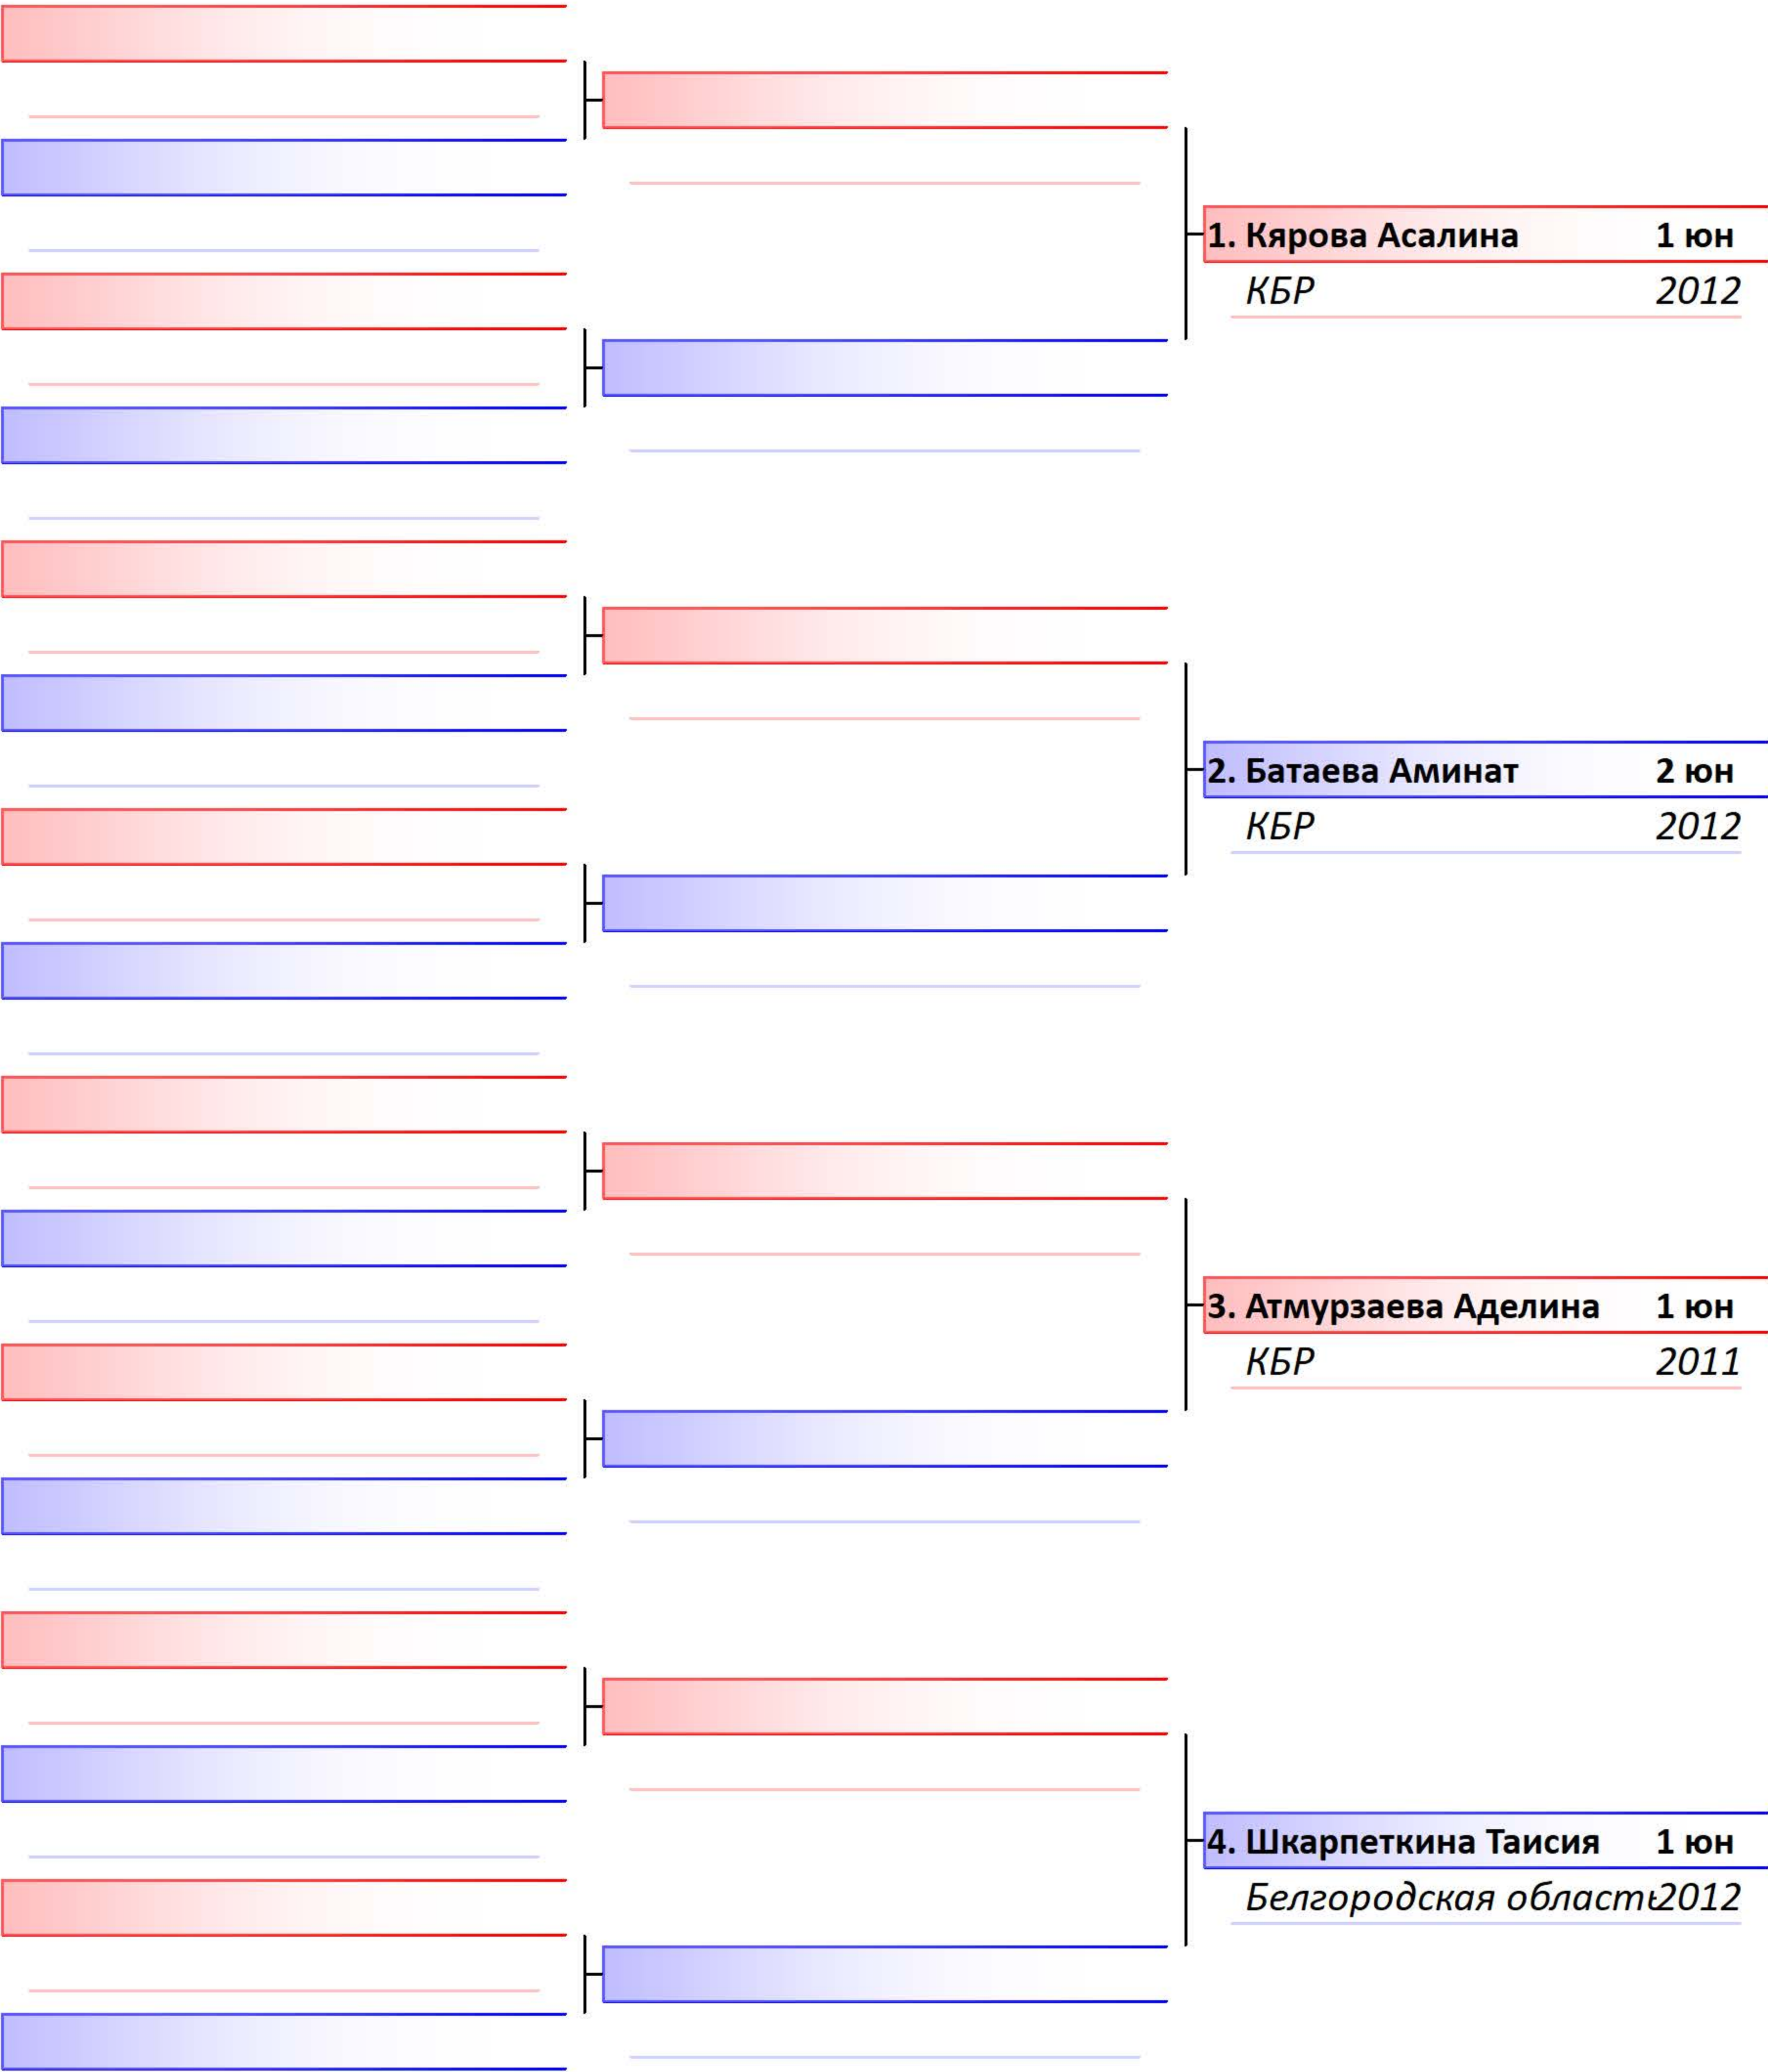 1. Кярова Асалина 1 юн
КБР 2012
2. Батаева Аминат 2 юн
КБР 2012
3. Атмурзаева Аделина 1 юн
КБР 2011
4. Шкарпеткина Таисия 1 юн
Белгородская область 2012